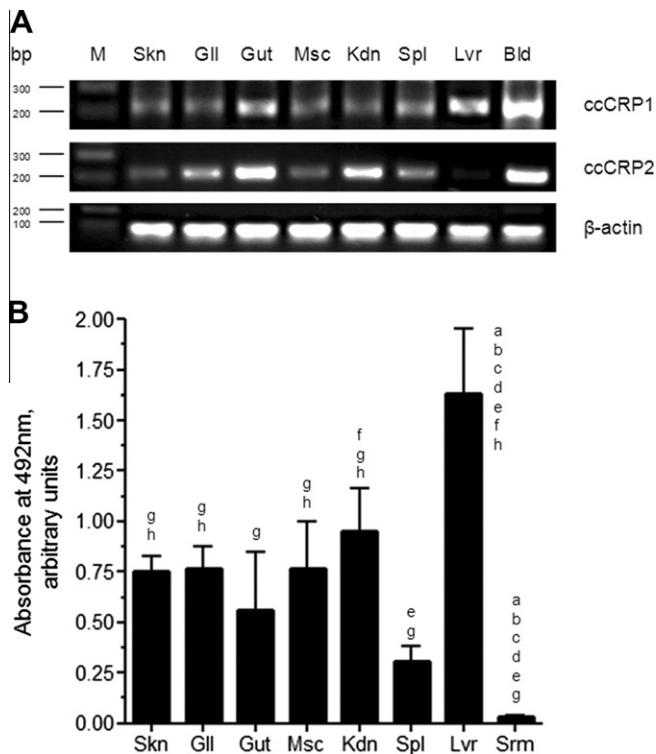 A
bp M Skn Gll Gut Msc Kdn Spl Lvr Bld
300
200
ccCRP1
300
200
ccCRP2
200
100
β-actin
B
Absorbance at 492nm,
arbitrary units
2.00
1.75
1.50
1.25
1.00
0.75
0.50
0.25
0.00
g
h
g
h
g
g
h
f
g
h
e
g
a
b
c
d
e
f
h
a
b
c
d
e
g
Skn Gll Gut Msc Kdn Spl Lvr Srm